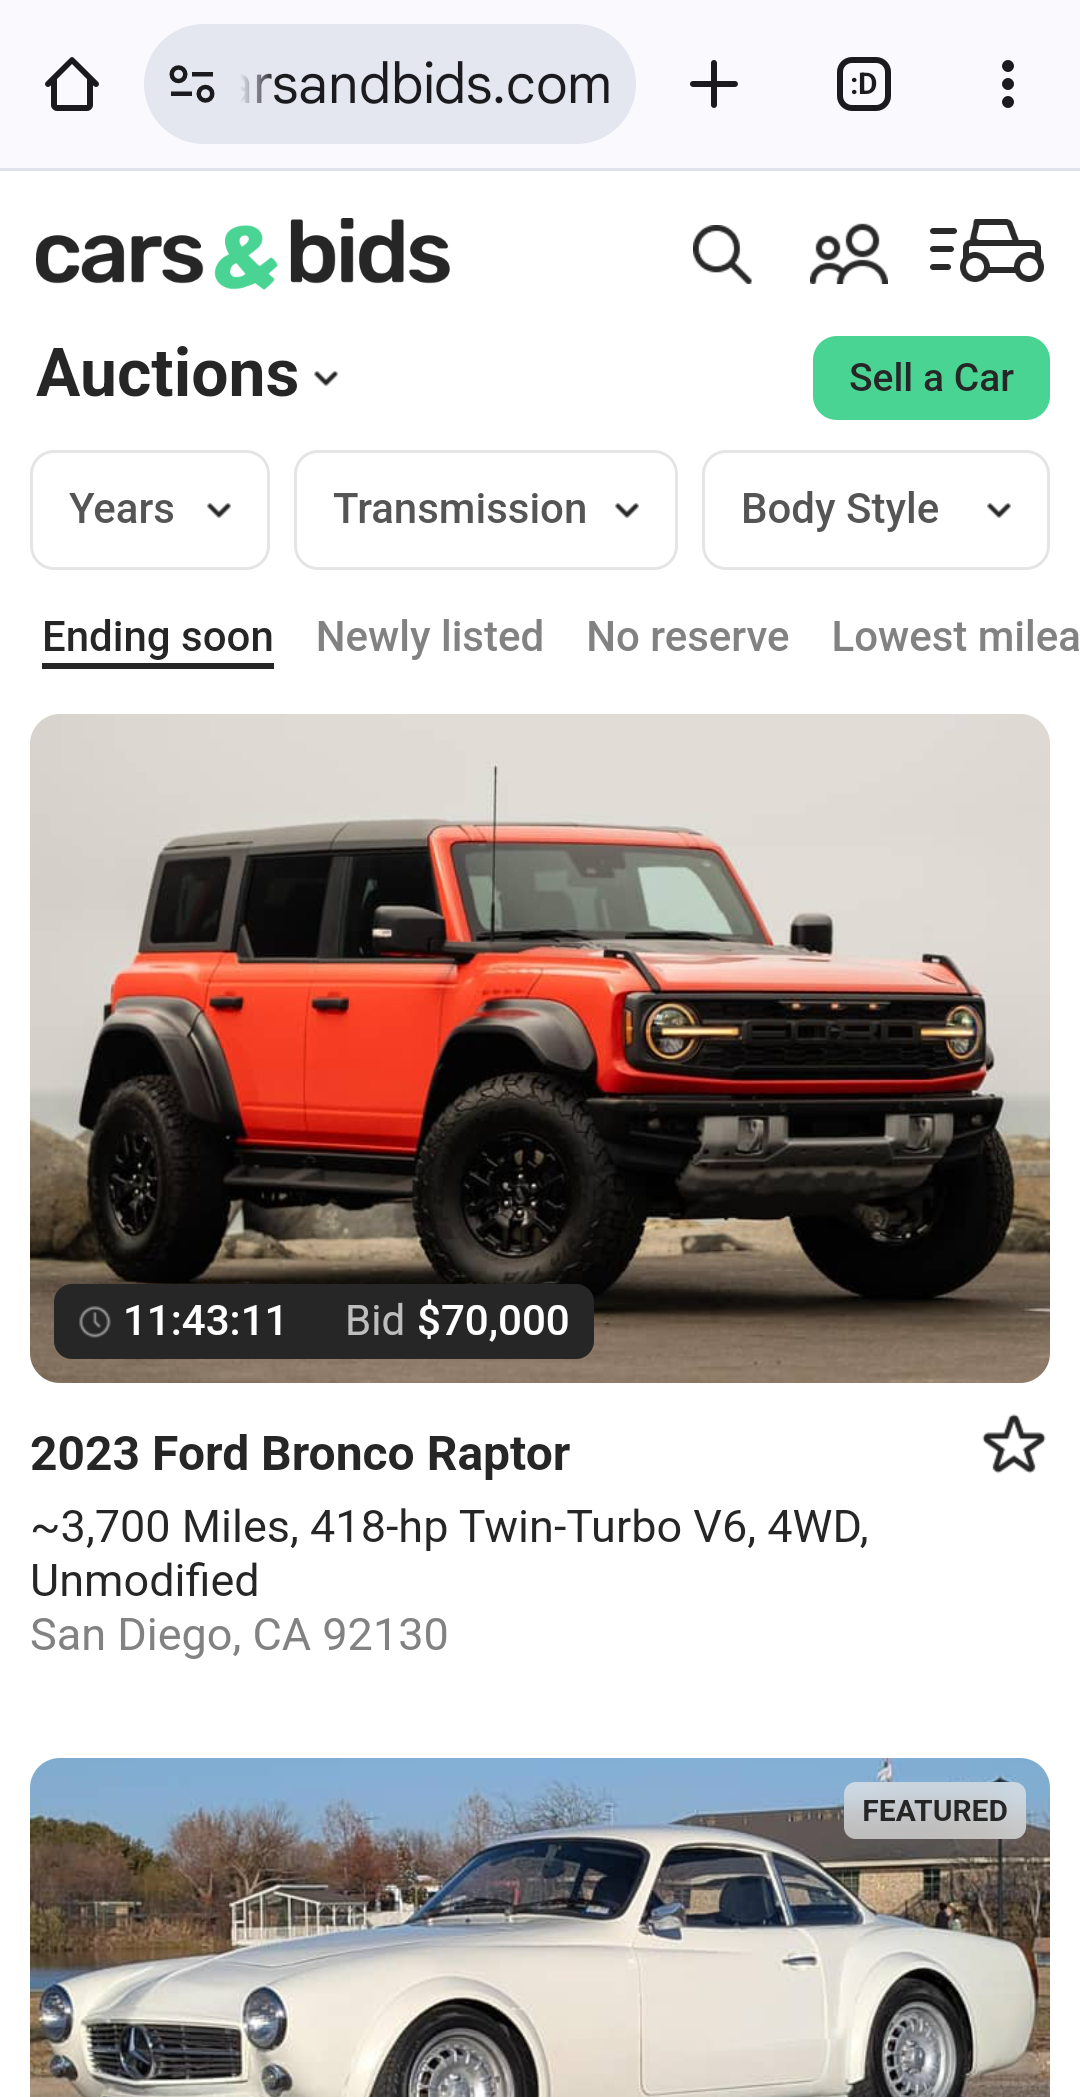 arsandbids.com
:D
cars & bids
Auctions
Sell a Car
Years
Transmission
Body Style
Ending soon
Newly listed
No reserve
Lowest milea
11:43:11
Bid $70,000
2023 Ford Bronco Raptor
~3,700 Miles, 418-hp Twin-Turbo V6, 4WD,
Unmodified
San Diego, CA 92130
FEATURED